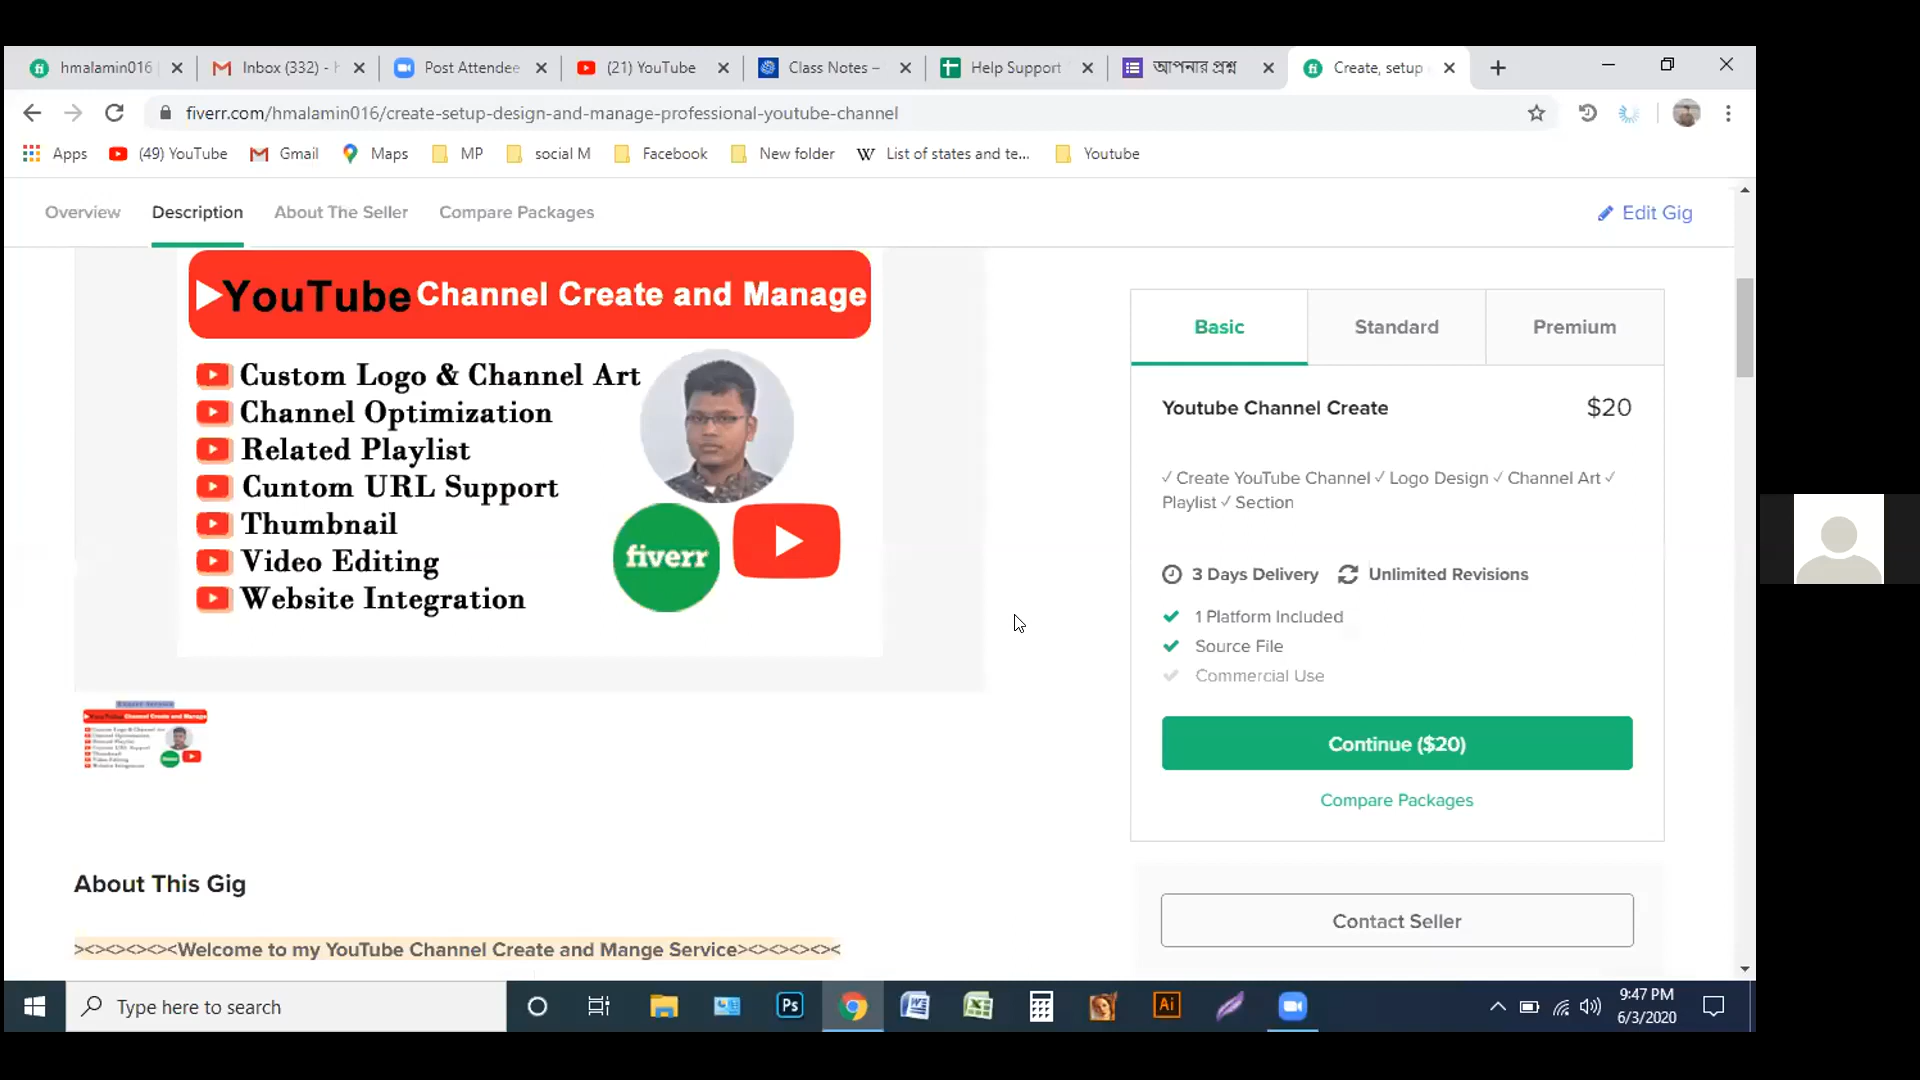 hmalamin016
Inbox (332) -
Post Attendee
(21) YouTube
Class Notes –
Help Support
আপনার প্রশ্ন
Create, setup
fiverr.com/hmalamin016/create-setup-design-and-manage-professional-youtube-channel
Apps
(49) YouTube
Gmail
Maps
MP
social M
Facebook
New folder
List of states and te...
Youtube
Overview
Description
About The Seller
Compare Packages
Edit Gig
YouTube Channel Create and Manage
Custom Logo & Channel Art
Channel Optimization
Related Playlist
Cuntom URL Support
Thumbnail
Video Editing
Website Integration
fiverr
Basic
Standard
Premium
Youtube Channel Create
$20
✓ Create YouTube Channel ✓ Logo Design ✓ Channel Art ✓
Playlist ✓ Section
3 Days Delivery
Unlimited Revisions
1 Platform Included
Source File
Commercial Use
Continue ($20)
Compare Packages
Contact Seller
About This Gig
><><><><><Welcome to my YouTube Channel Create and Mange Service><><><><><
Type here to search
Ps
Ai
9:47 PM
6/3/2020